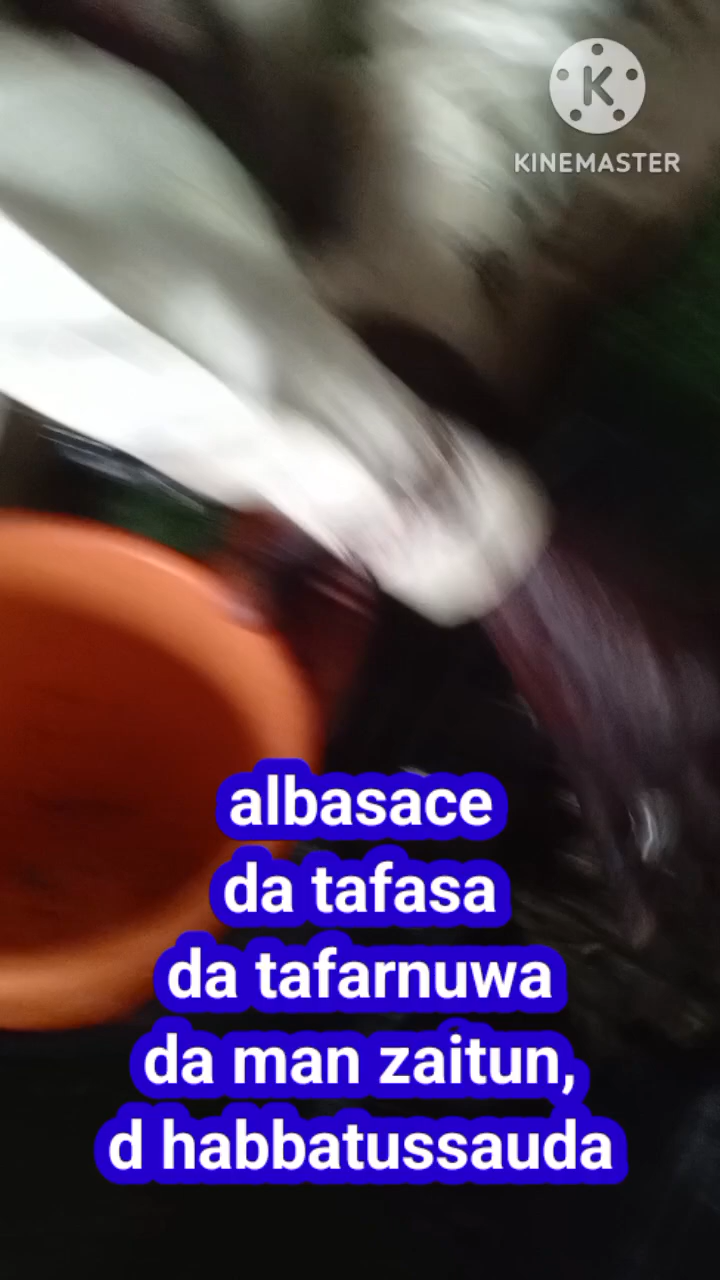 KINEMASTER
albasace
da tafasa
da tafarnuwa
da man zaitun,
d habbatussauda